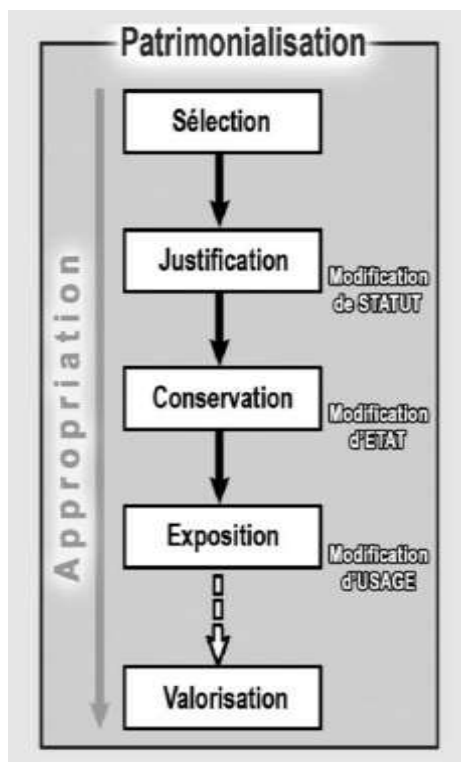 Patrimonialisation
Sélection
Justification
Modification
de STATUT
Appropriation
Conservation
Modification
d'ETAT
Exposition
Modification
d'USAGE
Valorisation